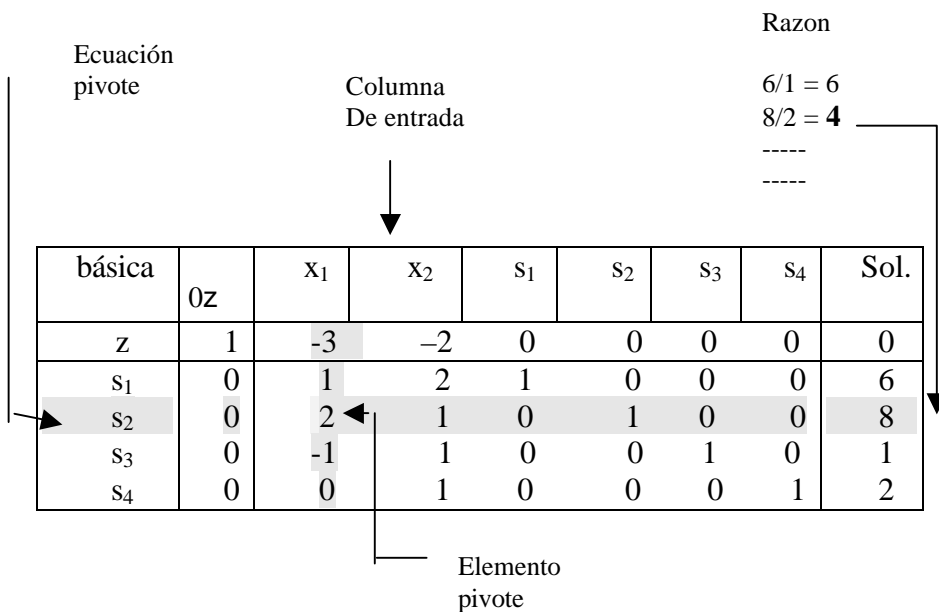 Razon
Ecuación
pivote
Columna
De entrada
6/1 = 6
8/2 = 4
-----
-----
básica 0z x₁ x₂ s₁ s₂ s₃ s₄ Sol.
z 1 -3 –2 0 0 0 0 0
s₁ 0 1 2 1 0 0 0 6
s₂ 0 2 1 0 1 0 0 8
s₃ 0 -1 1 0 0 1 0 1
s₄ 0 0 1 0 0 0 1 2
Elemento
pivote